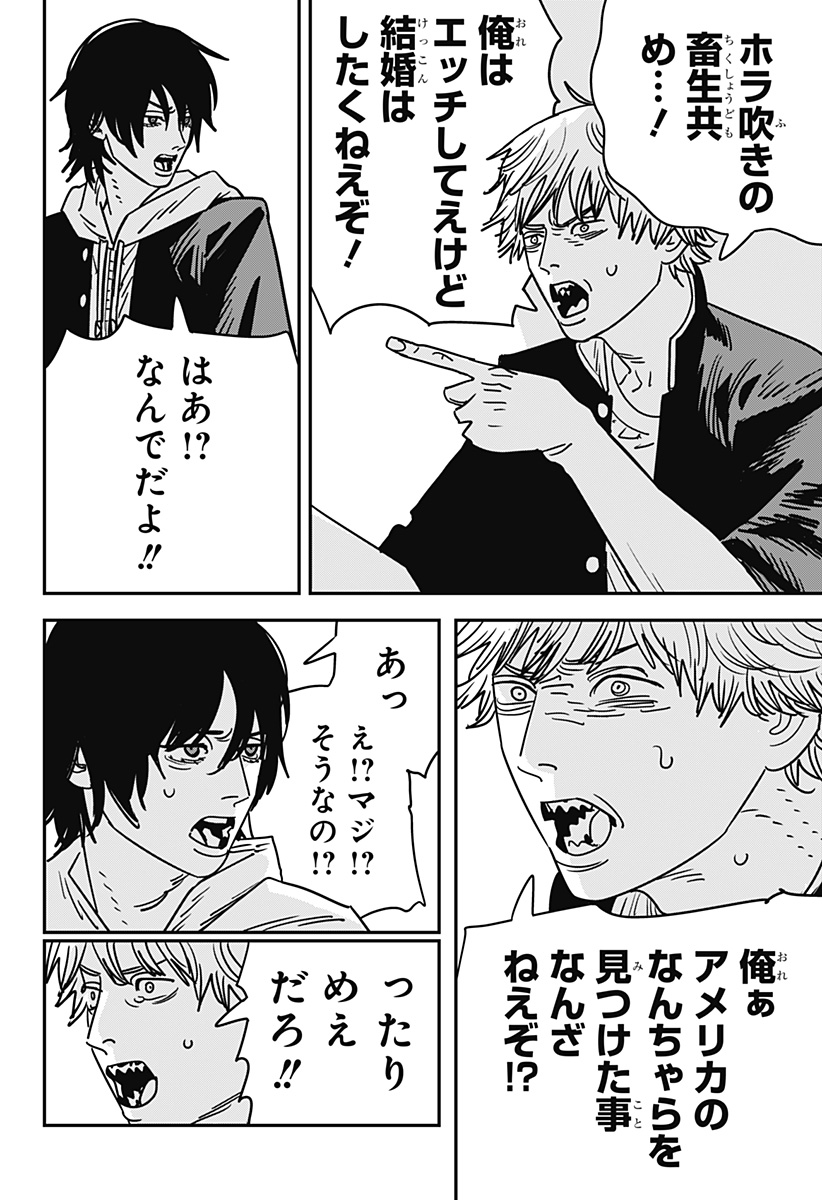 ホラ吹きの
畜生共
め…！
俺は
エッチしてえけど
結婚は
したくねえぞ！
はあ!?
なんでだよ!!
俺ぁ
アメリカの
なんちゃらを
見つけた事
なんざ
ねえぞ!?
あっ
え!?マジ!?
そうなの!?
ったり
めえ
だろ!!